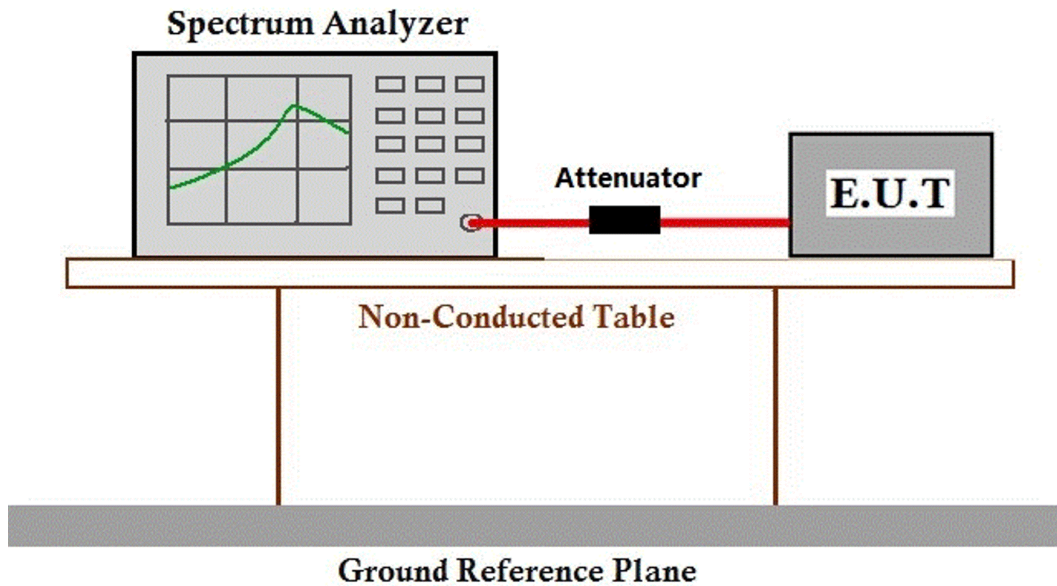 Spectrum Analyzer
Attenuator
E.U.T
Non-Conducted Table
Ground Reference Plane